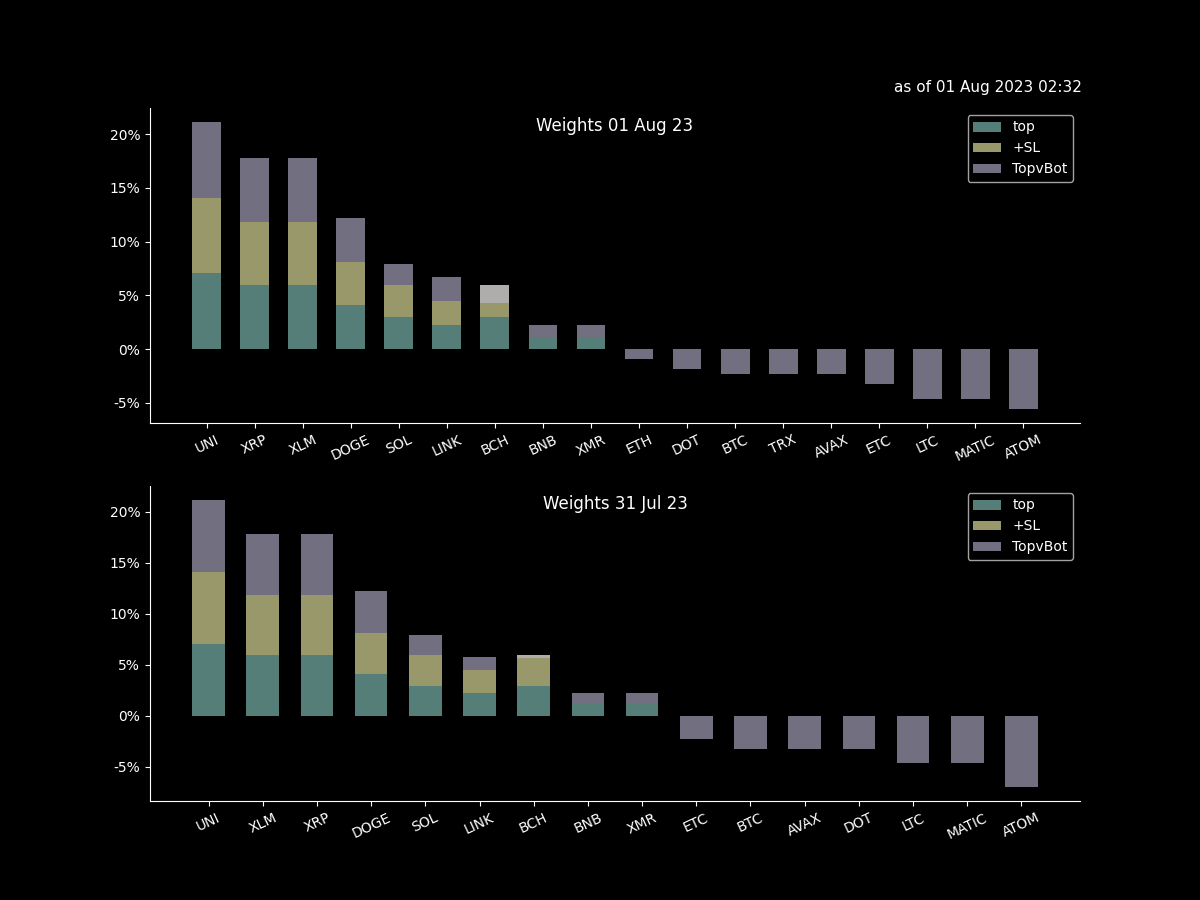 as of 01 Aug 2023 02:32
Weights 01 Aug 23
top
+SL
TopvBot
20%
15%
10%
5%
0%
-5%
UNI XRP XLM DOGE SOL LINK BCH BNB XMR ETH DOT BTC TRX AVAX ETC LTC MATIC ATOM
Weights 31 Jul 23
top
+SL
TopvBot
20%
15%
10%
5%
0%
-5%
UNI XLM XRP DOGE SOL LINK BCH BNB XMR ETC BTC AVAX DOT LTC MATIC ATOM